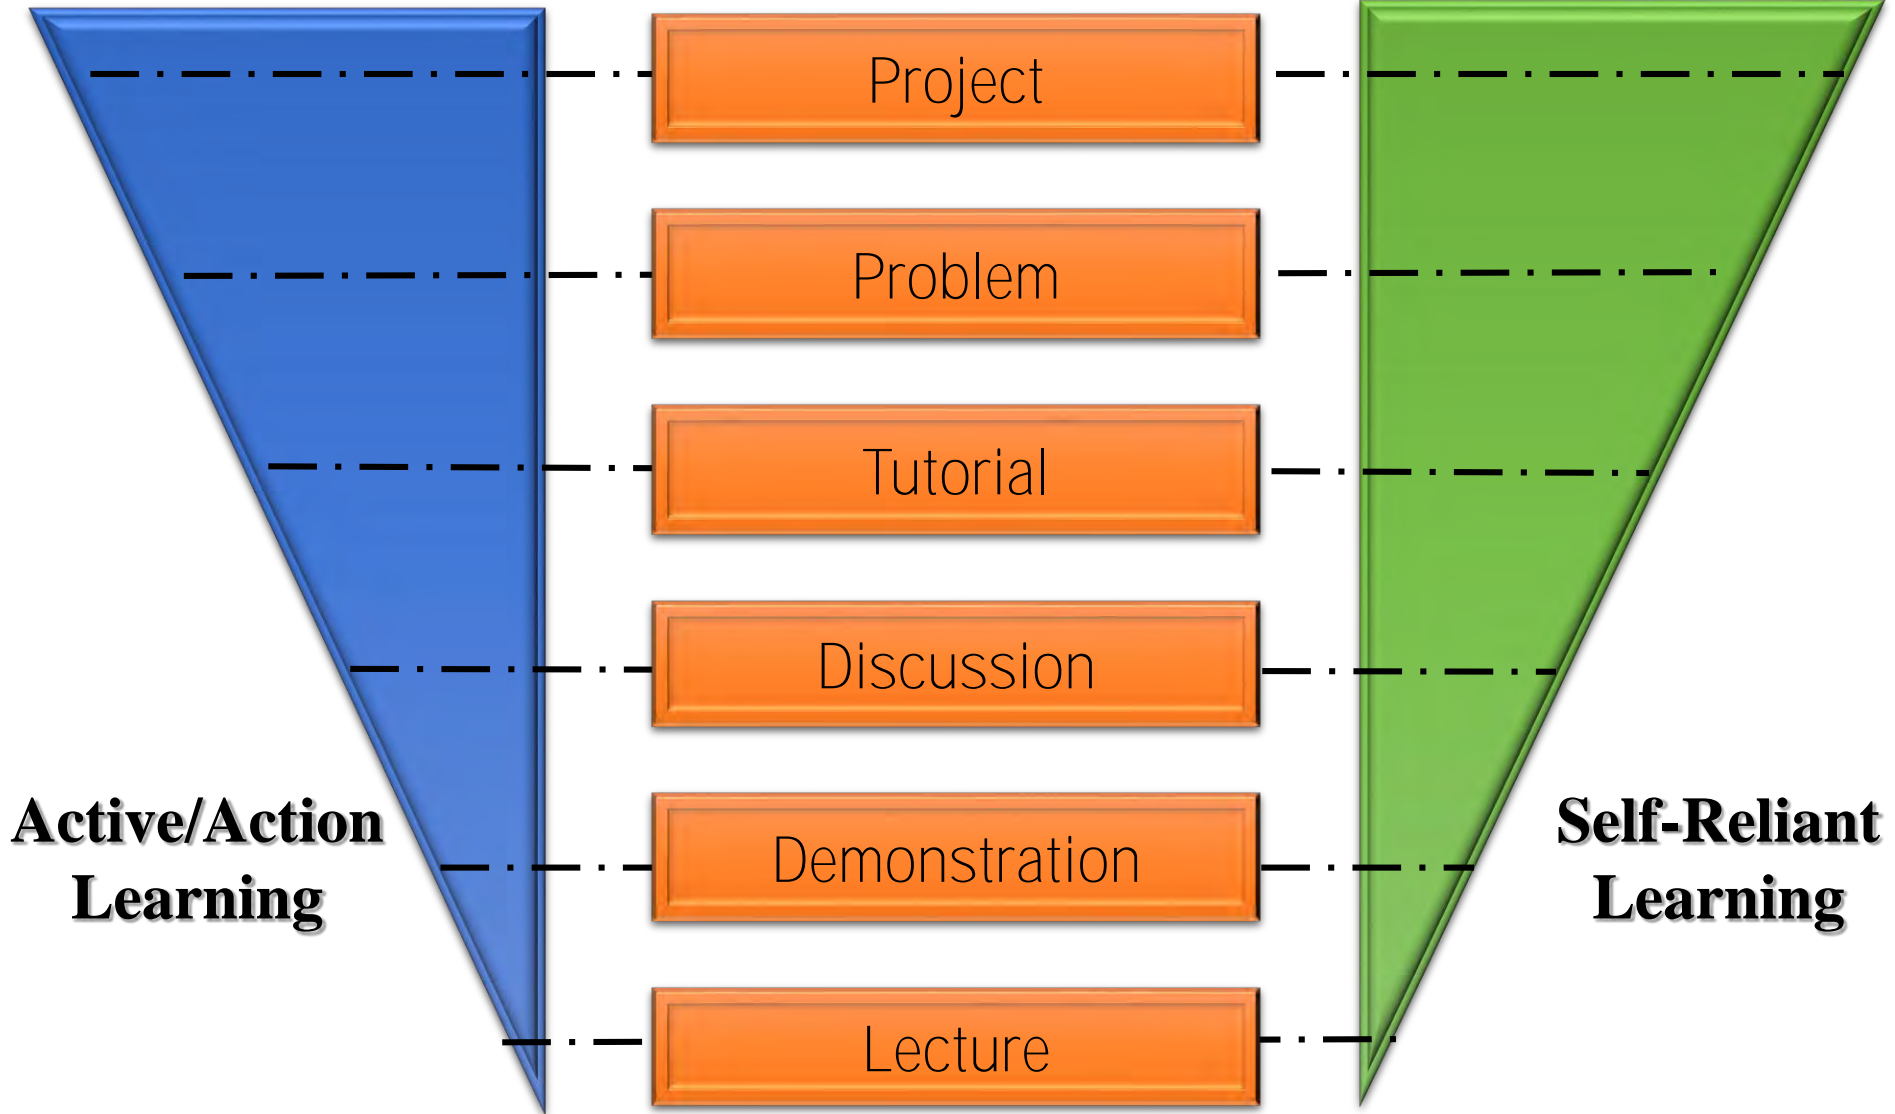 Project
Problem
Tutorial
Discussion
Demonstration
Lecture
Active/Action
Learning
Self-Reliant
Learning